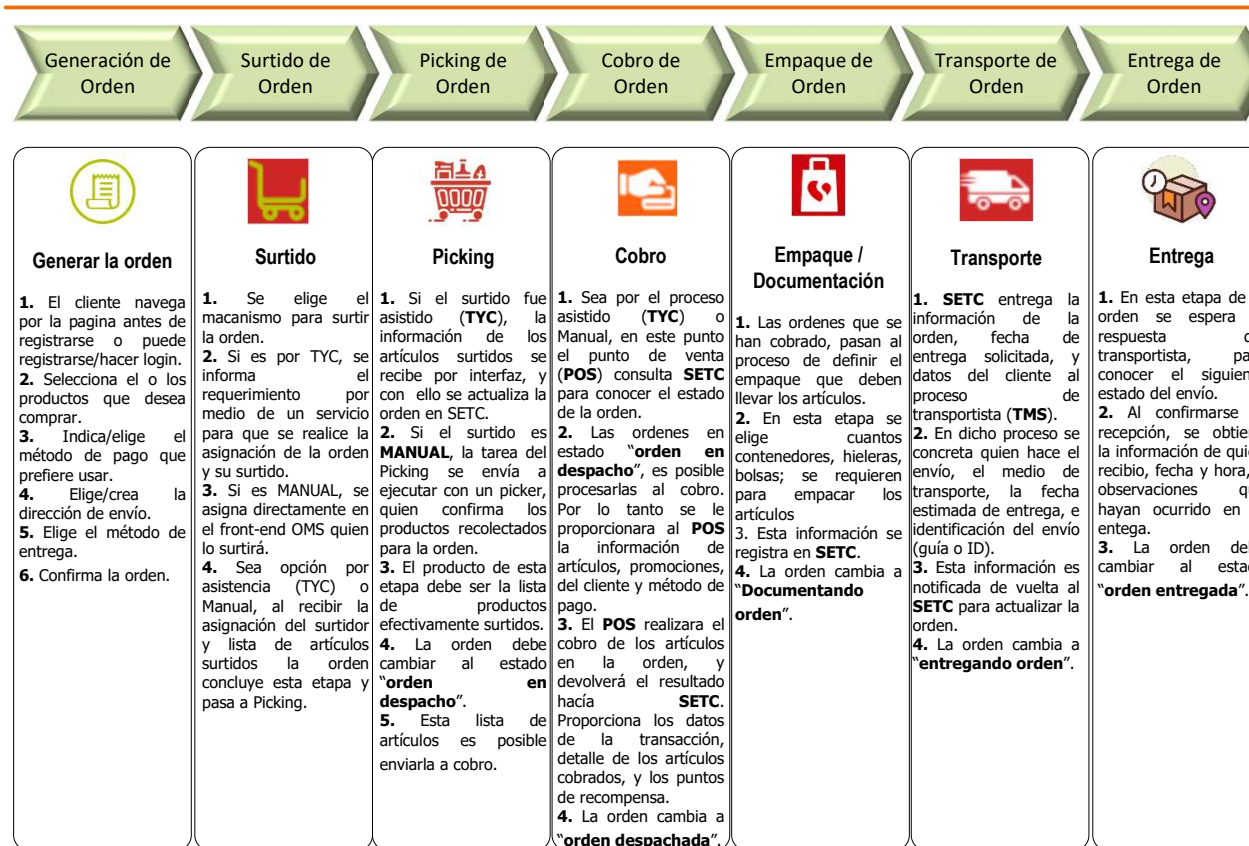 Generación de
Orden
Surtido de
Orden
Picking de
Orden
Cobro de
Orden
Empaque de
Orden
Transporte de
Orden
Entrega de
Orden
Generar la orden
1. El cliente navega
por la pagina antes de
registrarse o puede
registrarse/hacer login.
2. Selecciona el o los
productos que desea
comprar.
3. Indica/elige el
método de pago que
prefiere usar.
4. Elige/crea la
dirección de envío.
5. Elige el método de
entrega.
6. Confirma la orden.
Surtido
1. Se elige el
macanismo para surtir
la orden.
2. Si es por TYC, se
informa el
requerimiento por
medio de un servicio
para que se realice la
asignación de la orden
y su surtido.
3. Si es MANUAL, se
asigna directamente en
el front-end OMS quien
lo surtirá.
4. Sea opción por
asistencia (TYC) o
Manual, al recibir la
asignación del surtidor
y lista de artículos
surtidos la orden
concluye esta etapa y
pasa a Picking.
Picking
1. Si el surtido fue
asistido (TYC), la
información de los
artículos surtidos se
recibe por interfaz, y
con ello se actualiza la
orden en SETC.
2. Si el surtido es
MANUAL, la tarea del
Picking se envía a
ejecutar con un picker,
quien confirma los
productos recolectados
para la orden.
3. El producto de esta
etapa debe ser la lista
de productos
efectivamente surtidos.
4. La orden debe
cambiar al estado
“orden en
despacho”.
5. Esta lista de
artículos es posible
enviarla a cobro.
Cobro
1. Sea por el proceso
asistido (TYC) o
Manual, en este punto
el punto de venta
(POS) consulta SETC
para conocer el estado
de la orden.
2. Las ordenes en
estado “orden en
despacho”, es posible
procesarlas al cobro.
Por lo tanto se le
proporcionara al POS
la información de
artículos, promociones,
del cliente y método de
pago.
3. El POS realizara el
cobro de los artículos
en la orden, y
devolverá el resultado
hacía SETC.
Proporciona los datos
de la transacción,
detalle de los artículos
cobrados, y los puntos
de recompensa.
4. La orden cambia a
“orden despachada”.
Empaque /
Documentación
1. Las ordenes que se
han cobrado, pasan al
proceso de definir el
empaque que deben
llevar los artículos.
2. En esta etapa se
elige cuantos
contenedores, hieleras,
bolsas; se requieren
para empacar los
artículos
3. Esta información se
registra en SETC.
4. La orden cambia a
“Documentando
orden”.
Transporte
1. SETC entrega la
información de la
orden, fecha de
entrega solicitada, y
datos del cliente al
proceso de
transportista (TMS).
2. En dicho proceso se
concreta quien hace el
envío, el medio de
transporte, la fecha
estimada de entrega, e
identificación del envío
(guía o ID).
3. Esta información es
notificada de vuelta al
SETC para actualizar la
orden.
4. La orden cambia a
“entregando orden”.
Entrega
1. En esta etapa de
orden se espera
respuesta
transportista,
conocer el
estado del envío.
2. Al confirmarse
recepción, se
la información de
recibio, fecha y hora,
observaciones
hayan ocurrido en
entega.
3. La orden
cambiar al
“orden entregada”.